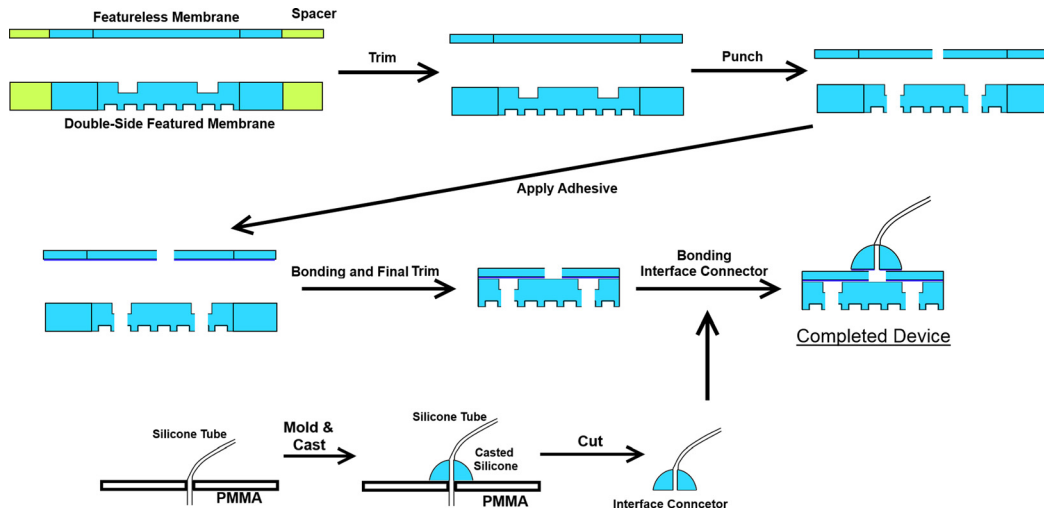 Featureless Membrane
Spacer
Trim
Punch
Double-Side Featured Membrane
Apply Adhesive
Bonding and Final Trim
Bonding
Interface Connector
Completed Device
Silicone Tube
Mold &
Cast
PMMA
Silicone Tube
Casted
Silicone
PMMA
Cut
Interface Conncetor